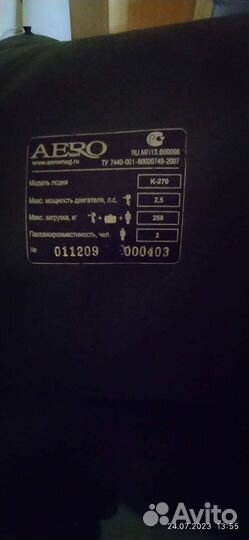 AERO
RU.МП13.В00098
www.aeromag.ru
ТУ 7440-001-80020749-2007
Модель лодки К-270
Макс. мощность двигателя, л.с. 2,5
Макс. загрузка, кг + + 250
Пассажировместимость, чел. 2
№ 011209 000403
Avito
24.07.2023 13:55